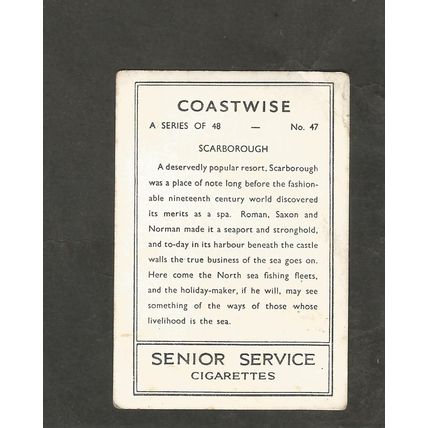 COASTWISE
A SERIES OF 48 — No. 47
SCARBOROUGH
A deservedly popular resort, Scarborough
was a place of note long before the fashion-
able nineteenth century world discovered
its merits as a spa. Roman, Saxon and
Norman made it a seaport and stronghold,
and to-day in its harbour beneath the castle
walls the true business of the sea goes on.
Here come the North sea fishing fleets,
and the holiday-maker, if he will, may see
something of the ways of those whose
livelihood is the sea.
SENIOR SERVICE
CIGARETTES